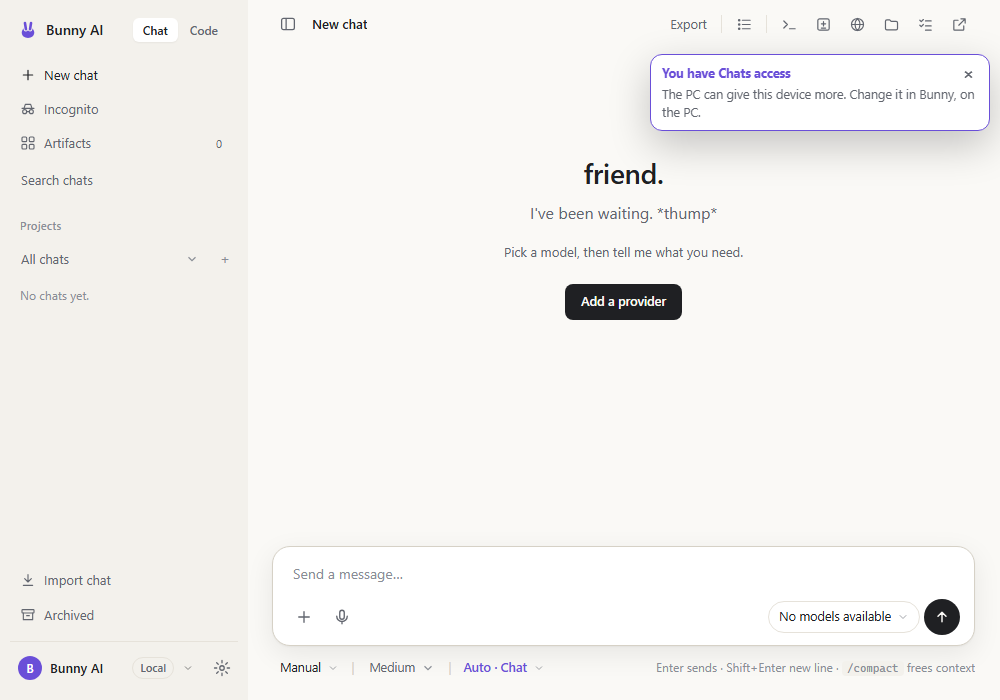 Bunny AI
Chat
Code
New chat
Export
New chat
Incognito
Artifacts
0
Search chats
Projects
All chats
No chats yet.
You have Chats access
The PC can give this device more. Change it in Bunny, on
the PC.
friend.
I've been waiting. *thump*
Pick a model, then tell me what you need.
Add a provider
Import chat
Archived
Send a message...
No models available
B
Bunny AI
Local
Manual
Medium
Auto · Chat
Enter sends · Shift+Enter new line · /compact frees context